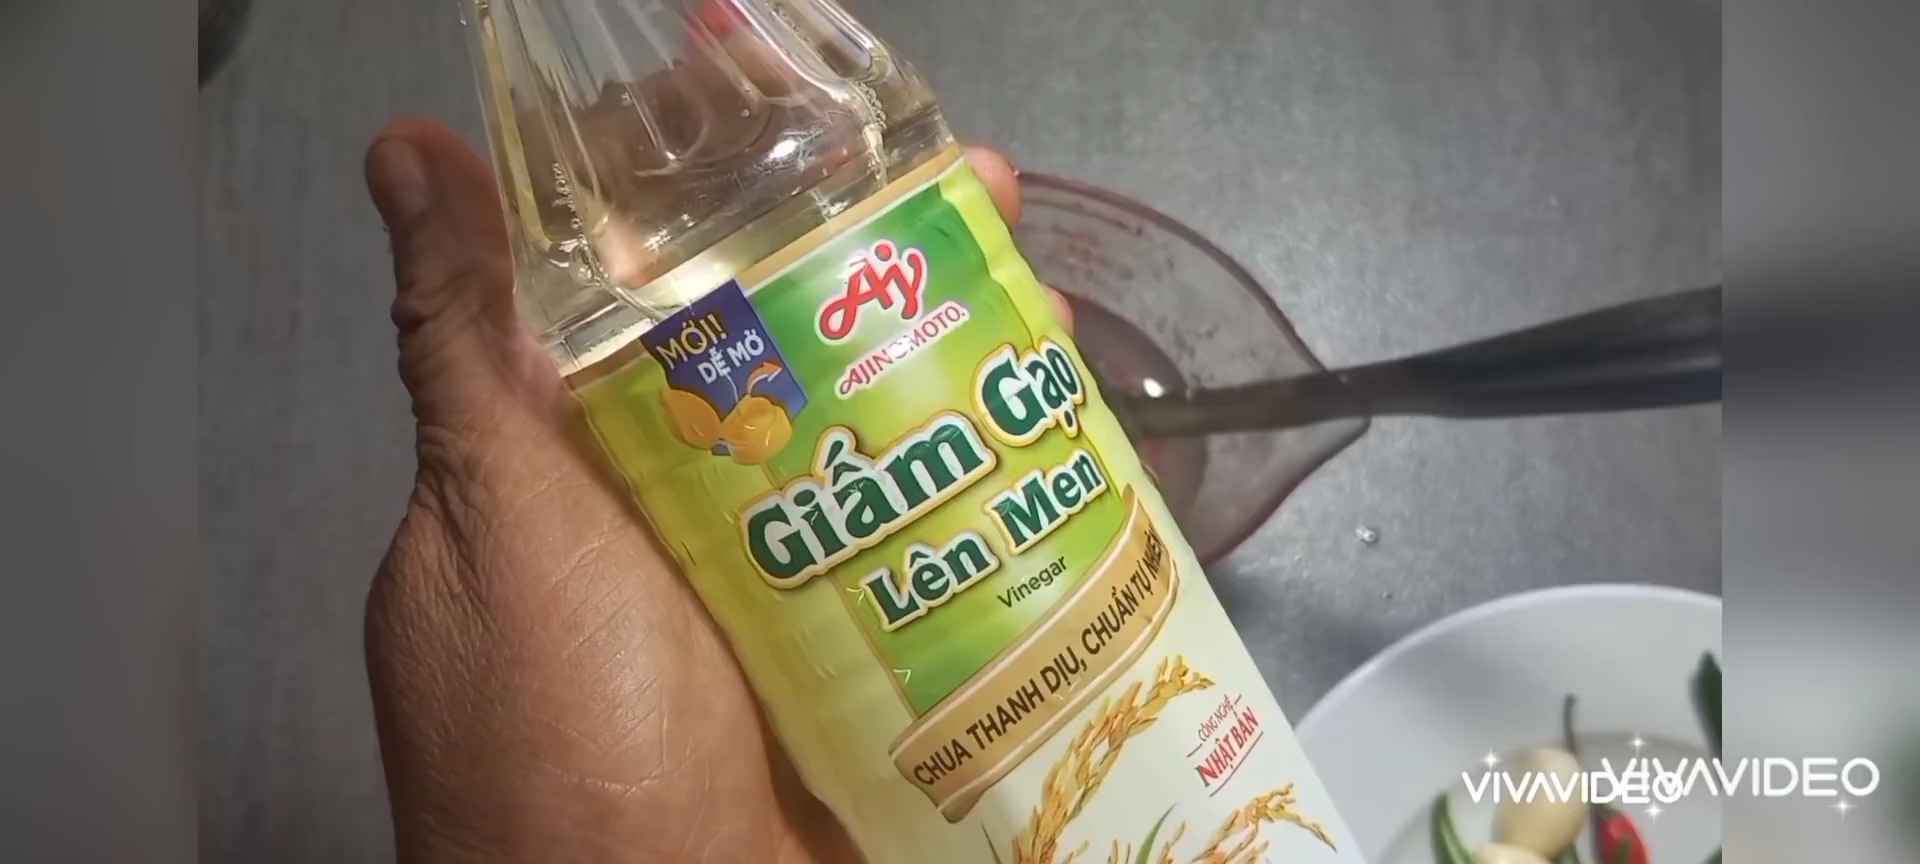 Aj
AJINOMOTO.
MỚI!
DỄ MỞ
Giấm Gạo
Lên Men
Vinegar
CHUA THANH DỊU, CHUẨN TỰ NHIÊN
CÔNG NGHỆ
NHẬT BẢN
VIVAVIDEO
VIVAVIDEO